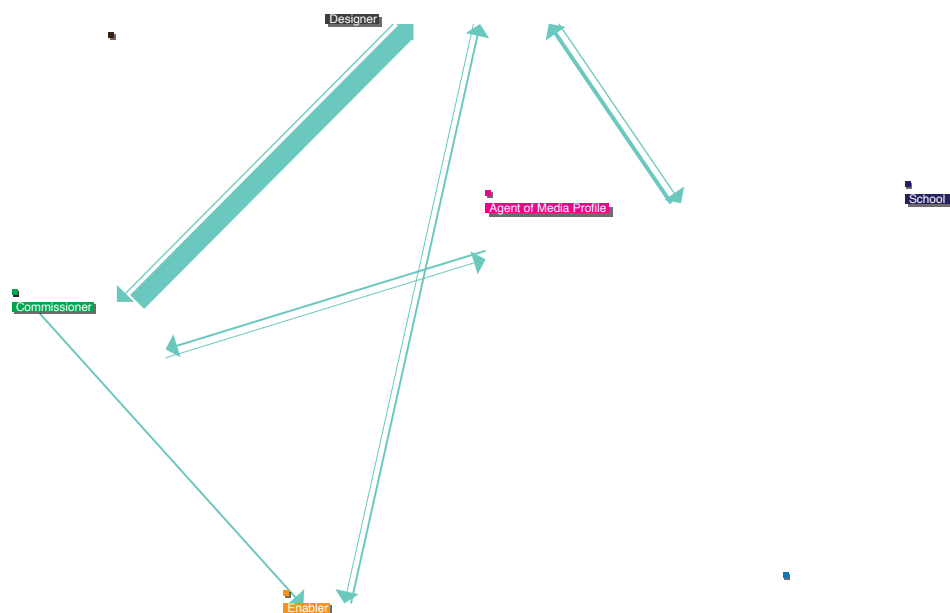 Designer
Agent of Media Profile
School
Commissioner
Enabler